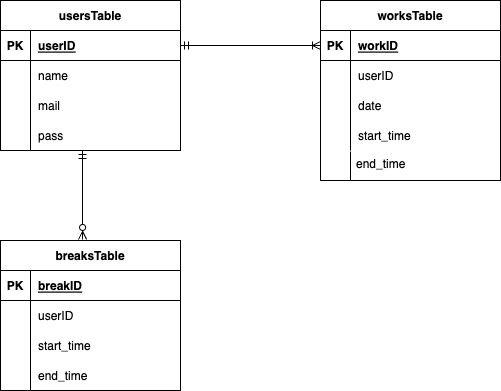 usersTable
PK userID
name
mail
pass
worksTable
PK workID
userID
date
start_time
end_time
breaksTable
PK breakID
userID
start_time
end_time